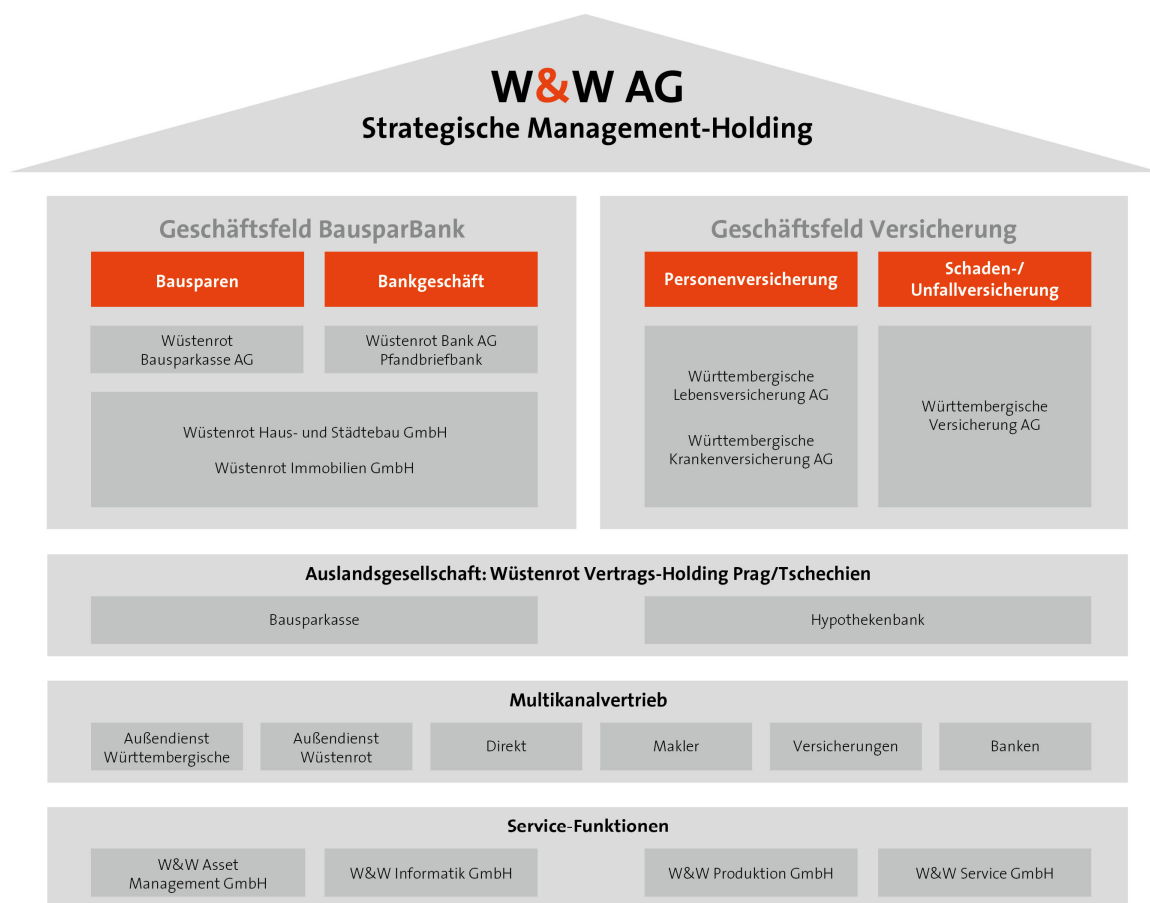 W&W AG
Strategische Management-Holding
Geschäftsfeld BausparBank
Bausparen
Bankgeschäft
Wüstenrot
Bausparkasse AG
Wüstenrot Bank AG
Pfandbriefbank
Wüstenrot Haus- und Städtebau GmbH
Wüstenrot Immobilien GmbH
Geschäftsfeld Versicherung
Personenversicherung
Schaden-/
Unfallversicherung
Württembergische
Lebensversicherung AG
Württembergische
Krankenversicherung AG
Württembergische
Versicherung AG
Auslandsgesellschaft: Wüstenrot Vertrags-Holding Prag/Tschechien
Bausparkasse
Hypothekenbank
Multikanalvertrieb
Außendienst
Württembergische
Außendienst
Wüstenrot
Direkt
Makler
Versicherungen
Banken
Service-Funktionen
W&W Asset
Management GmbH
W&W Informatik GmbH
W&W Produktion GmbH
W&W Service GmbH